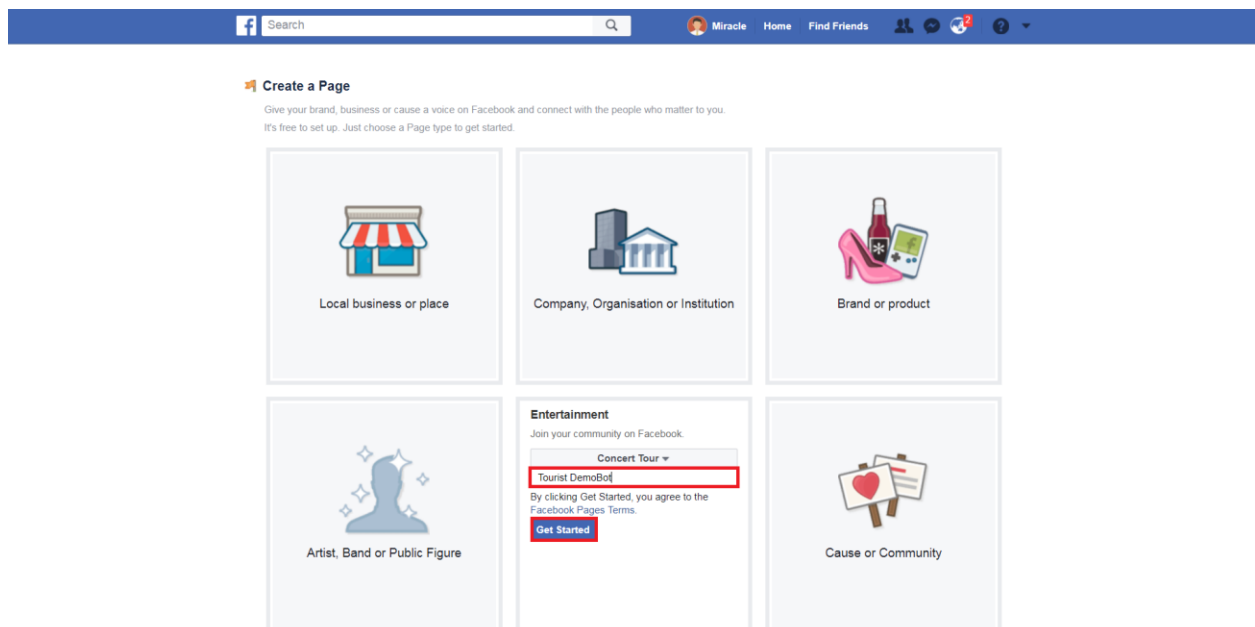 Search
Miracle Home Find Friends 2
Create a Page
Give your brand, business or cause a voice on Facebook and connect with the people who matter to you.
It's free to set up. Just choose a Page type to get started.
Local business or place
Company, Organisation or Institution
Brand or product
Artist, Band or Public Figure
Entertainment
Join your community on Facebook.
Concert Tour
Tourist DemoBot
By clicking Get Started, you agree to the
Facebook Pages Terms.
Get Started
Cause or Community